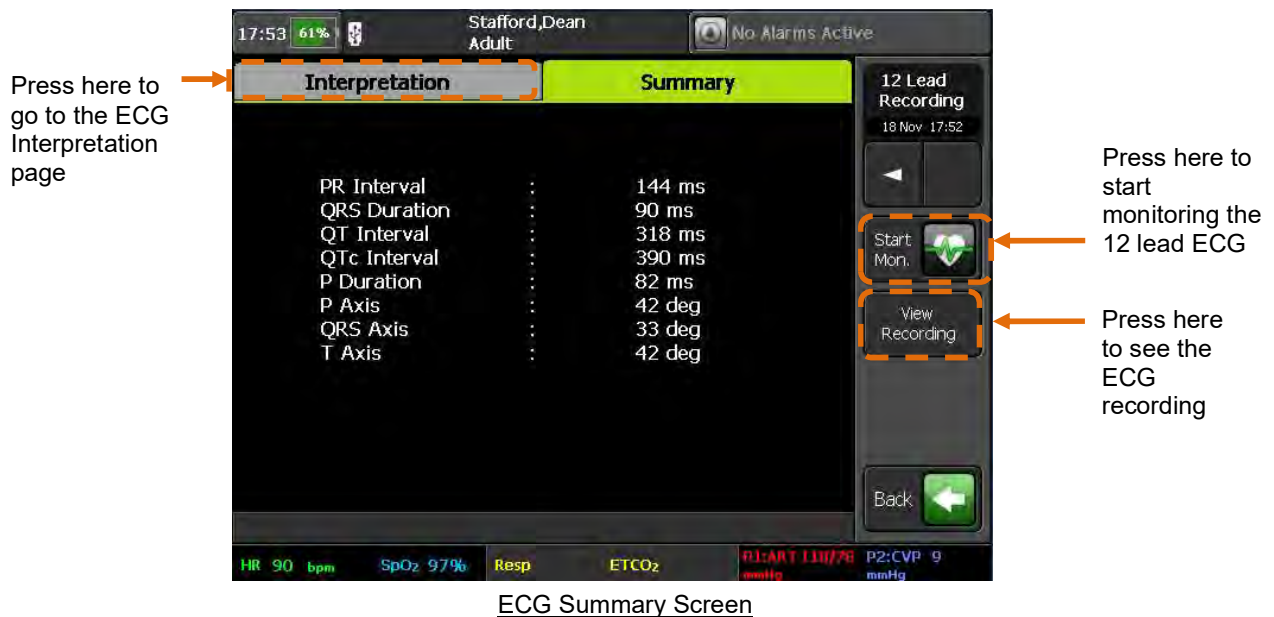 17:53 61% Stafford,Dean
Adult
No Alarms Active
Press here to
go to the ECG
Interpretation
page
Interpretation Summary
PR Interval : 144 ms
QRS Duration : 90 ms
QT Interval : 318 ms
QTc Interval : 390 ms
P Duration : 82 ms
P Axis : 42 deg
QRS Axis : 33 deg
T Axis : 42 deg
12 Lead
Recording
18 Nov 17:52
Start
Mon.
View
Recording
Back
Press here to
start
monitoring the
12 lead ECG
Press here
to see the
ECG
recording
HR 90 bpm SpO2 97% Resp ETCO2 P1:ART 118/76 P2:CVP 9
mmHg mmHg
ECG Summary Screen